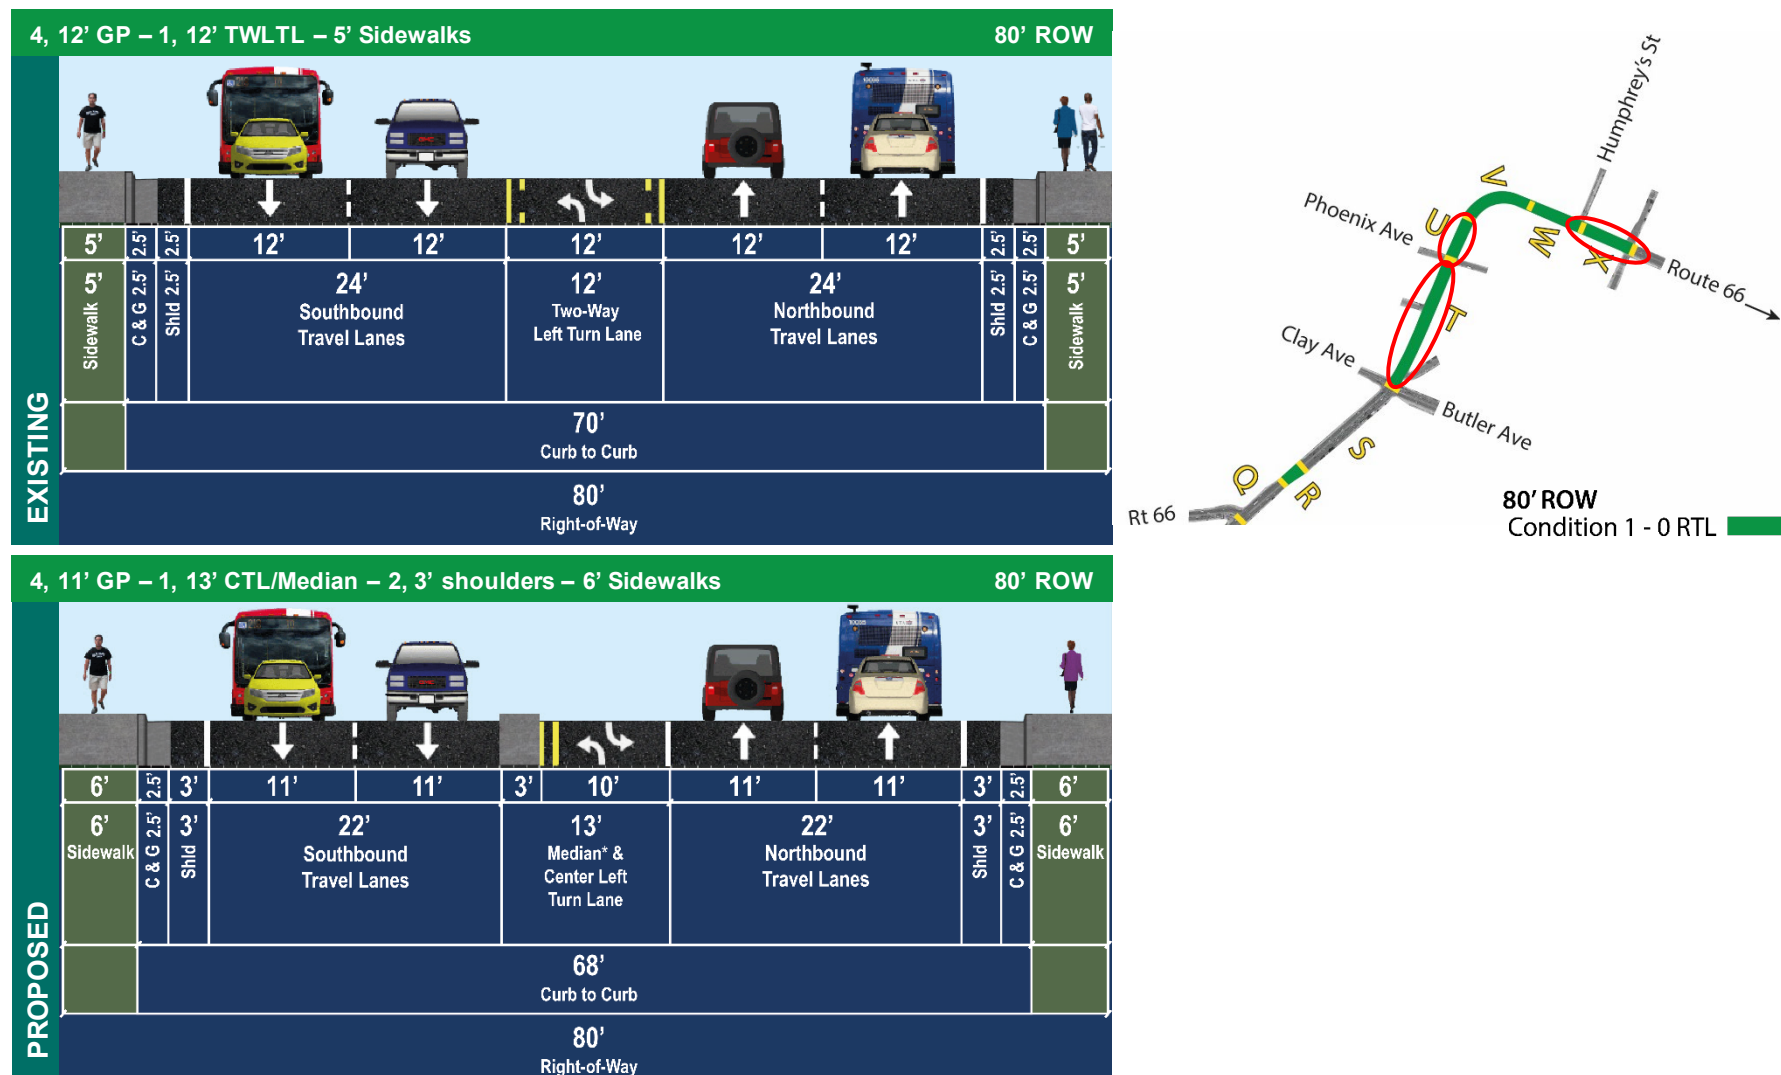 4, 12’ GP – 1, 12’ TWLTL – 5’ Sidewalks
80’ ROW
EXISTING
5’
2.5’
2.5’
12’
12’
12’
12’
12’
2.5’
2.5’
5’
5’
Sidewalk
C & G 2.5’
Shld 2.5’
24’
Southbound
Travel Lanes
12’
Two-Way
Left Turn Lane
24’
Northbound
Travel Lanes
Shld 2.5’
C & G 2.5’
5’
Sidewalk
70’
Curb to Curb
80’
Right-of-Way
Humphrey's St
Phoenix Ave
V
U
W
X
Route 66
T
Clay Ave
Butler Ave
S
Q
R
Rt 66
80’ ROW
Condition 1 - 0 RTL
4, 11’ GP – 1, 13’ CTL/Median – 2, 3’ shoulders – 6’ Sidewalks
80’ ROW
PROPOSED
6’
2.5’
3’
11’
11’
3’
10’
11’
11’
3’
2.5’
6’
6’
Sidewalk
C & G 2.5’
3’
Shld
22’
Southbound
Travel Lanes
13’
Median* &
Center Left
Turn Lane
22’
Northbound
Travel Lanes
3’
Shld
C & G 2.5’
6’
Sidewalk
68’
Curb to Curb
80’
Right-of-Way